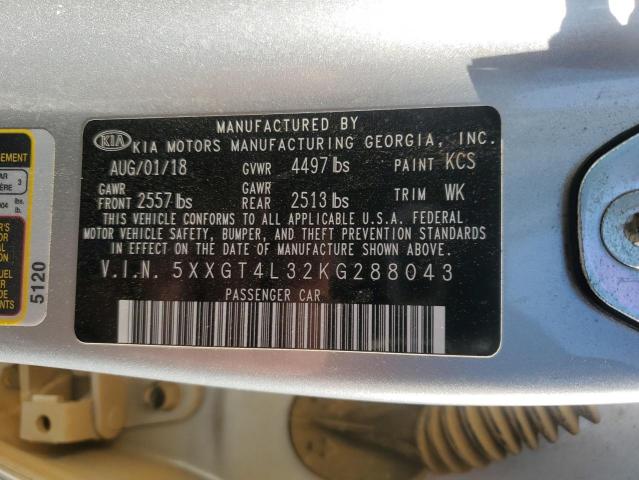 MANUFACTURED BY
KIA KIA MOTORS MANUFACTURING GEORGIA, INC.
AUG/01/18 GVWR 4497 lbs PAINT KCS
GAWR FRONT 2557 lbs GAWR REAR 2513 lbs TRIM WK
THIS VEHICLE CONFORMS TO ALL APPLICABLE U.S.A. FEDERAL
MOTOR VEHICLE SAFETY, BUMPER, AND THEFT PREVENTION STANDARDS
IN EFFECT ON THE DATE OF MANUFACTURE SHOWN ABOVE.
V.I.N. 5XXGT4L32KG288043
PASSENGER CAR
5120